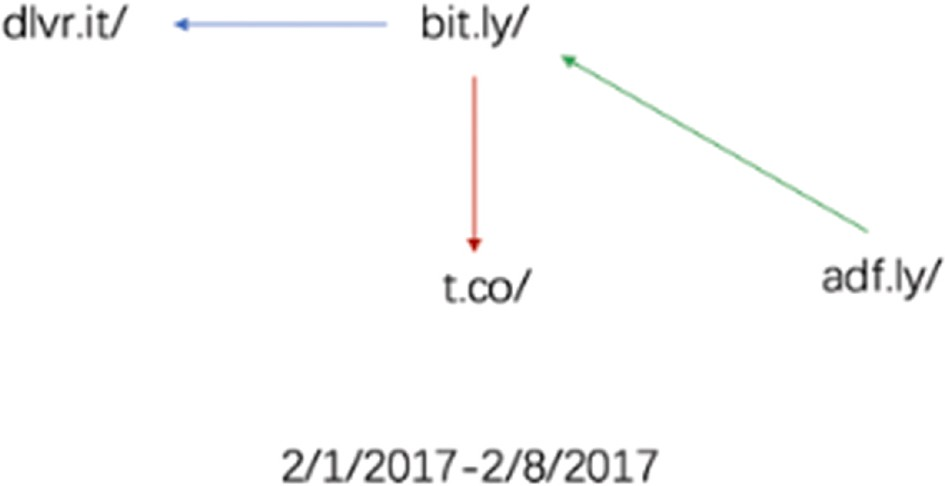 dlvr.it/
bit.ly/
t.co/
adf.ly/
2/1/2017-2/8/2017